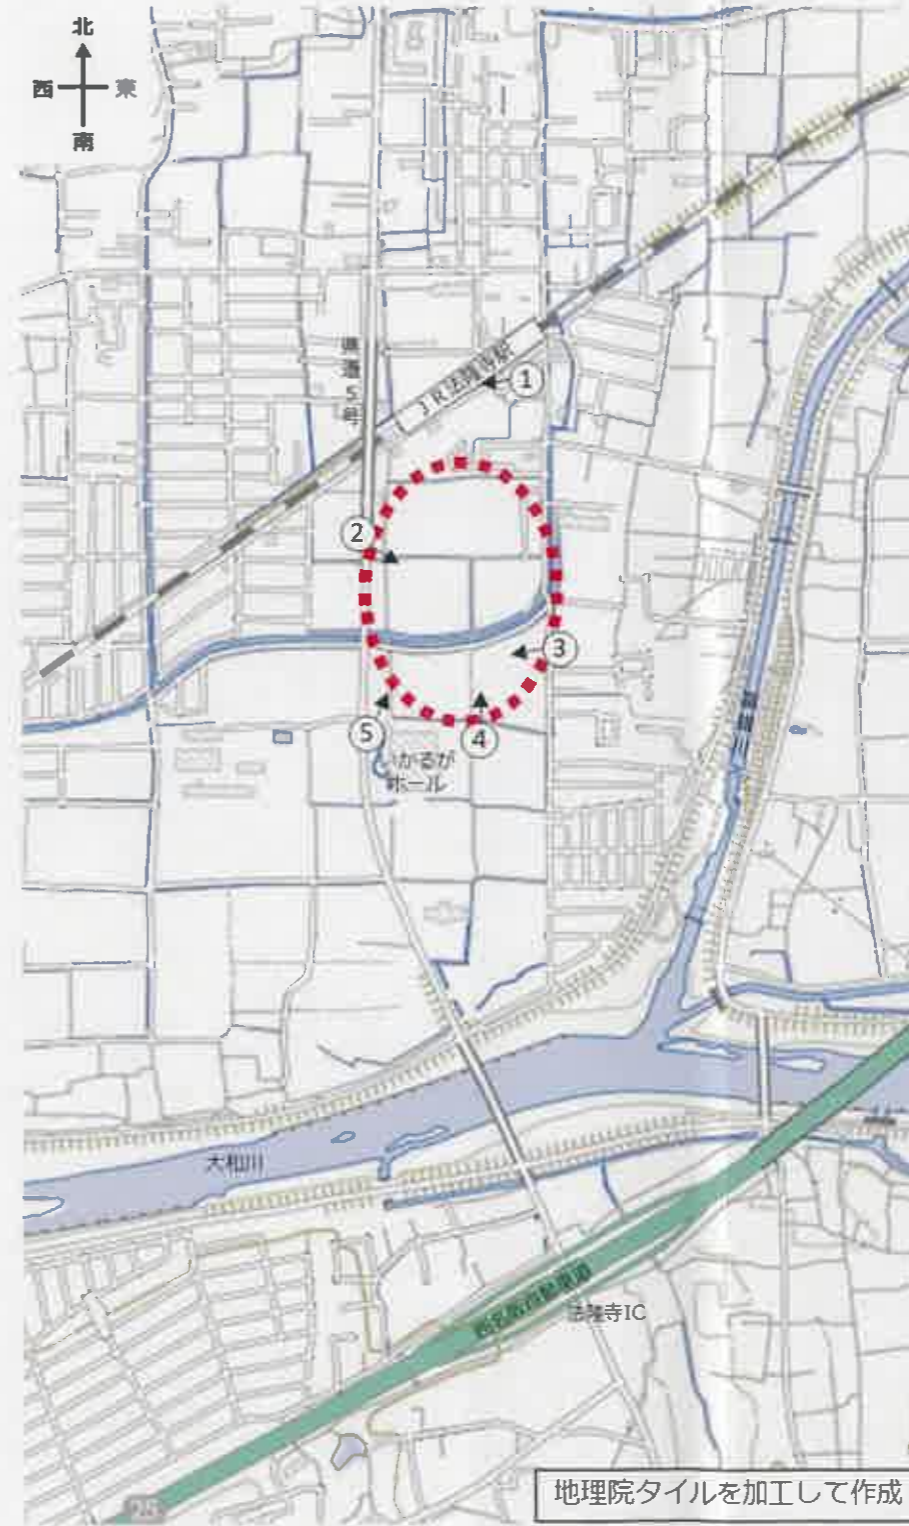 北
西 東
南
県道5号
JR法隆寺駅
①
②
③
④
⑤
いかるが
ホール
大和川
西名阪自動車道
法隆寺IC
地理院タイルを加工して作成